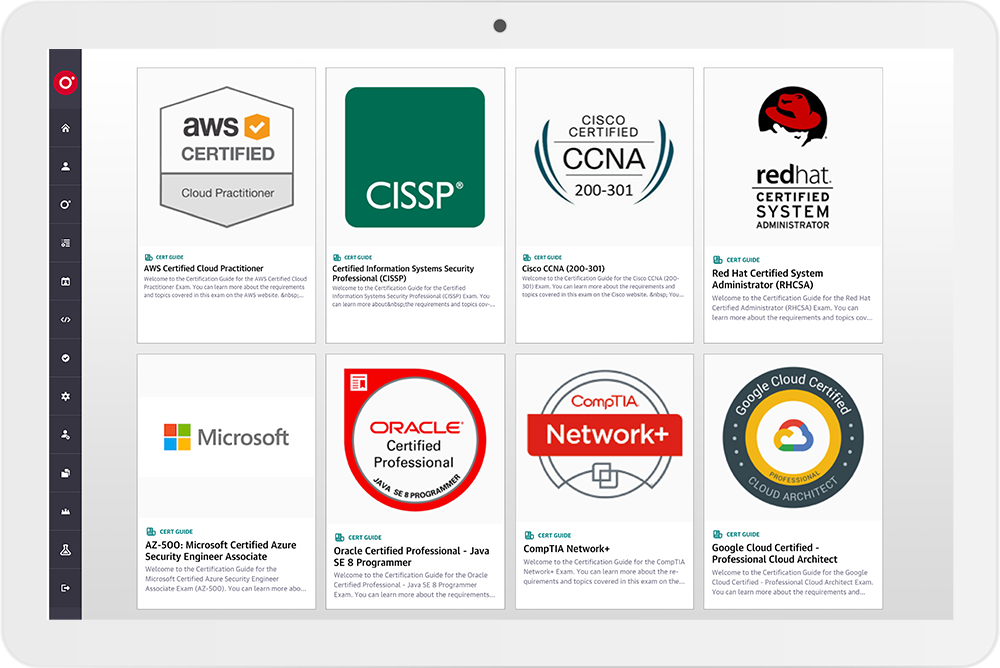 aws
CERTIFIED
Cloud Practitioner
CERT GUIDE
AWS Certified Cloud Practitioner
Welcome to the Certification Guide for the AWS Certified Cloud
Practitioner Exam. You can learn more about the requirements
and topics covered in this exam on the AWS website. &nbsp;...
CISSP®
CERT GUIDE
Certified Information Systems Security
Professional (CISSP)
Welcome to the Certification Guide for the Certified
Information Systems Security Professional (CISSP) Exam. You
can learn more about&nbsp;the requirements and topics cov-...
CISCO
CERTIFIED
CCNA
200-301
CERT GUIDE
Cisco CCNA (200-301)
Welcome to the Certification Guide for the Cisco CCNA (200-
301) Exam. You can learn more about the requirements and
topics covered in this exam on the Cisco website. &nbsp; You...
redhat.
CERTIFIED
SYSTEM
ADMINISTRATOR
CERT GUIDE
Red Hat Certified System
Administrator (RHCSA)
Welcome to the Certification Guide for the Red Hat
Certified Administrator (RHCSA) Exam. You can
learn more about the requirements and topics cov...
Microsoft
CERT GUIDE
AZ-500: Microsoft Certified Azure
Security Engineer Associate
Welcome to the Certification Guide for the
Microsoft Certified Azure Security Engineer
Associate Exam (AZ-500). You can learn more abo...
ORACLE®
Certified
Professional
JAVA SE 8 PROGRAMMER
CERT GUIDE
Oracle Certified Professional - Java
SE 8 Programmer
Welcome to the Certification Guide for the Oracle
Certified Professional - Java SE 8 Programmer
Exam. You can learn more about the requirements...
CompTIA
Network+
CERT GUIDE
CompTIA Network+
Welcome to the Certification Guide for the CompTIA
Network+ Exam. You can learn more about the re-
quirements and topics covered in this exam on the...
Google Cloud Certified
PROFESSIONAL
CLOUD ARCHITECT
CERT GUIDE
Google Cloud Certified -
Professional Cloud Architect
Welcome to the Certification Guide for the Google
Cloud Certified - Professional Cloud Architect Exam.
You can learn more about the requirements and...